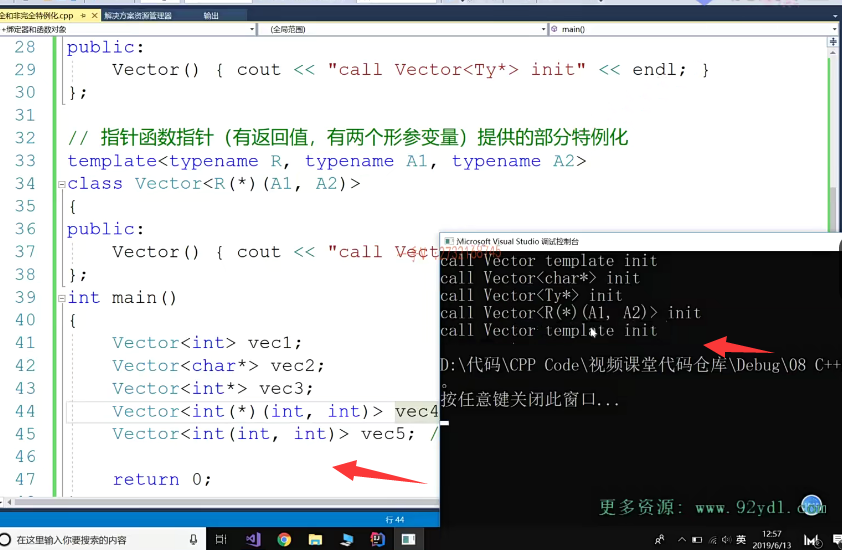 全和非完全特例化.cpp
解决方案资源管理器
输出
绑定器和函数对象
(全局范围)
main()
28 public:
29 Vector() { cout << "call Vector<Ty*> init" << endl; }
30 };
31
32 // 指针函数指针（有返回值，有两个形参变量）提供的部分特例化
33 template<typename R, typename A1, typename A2>
34 class Vector<R(*)(A1, A2)>
35 {
36 public:
37 Vector() { cout << "call Vect
38 };
39 int main()
40 {
41 Vector<int> vec1;
42 Vector<char*> vec2;
43 Vector<int*> vec3;
44 Vector<int(*)(int, int)> vec4
45 Vector<int(int, int)> vec5; /
46
47 return 0;
Microsoft Visual Studio 调试控制台
call Vector template init
call Vector<char*> init
call Vector<Ty*> init
call Vector<R(*)(A1, A2)> init
call Vector template init
D:\代码\CPP Code\视频课堂代码仓库\Debug\08 C++
。
按任意键关闭此窗口...
更多资源: www.92ydl.com
行 44
在这里输入你要搜索的内容
英
12:57
2019/6/13